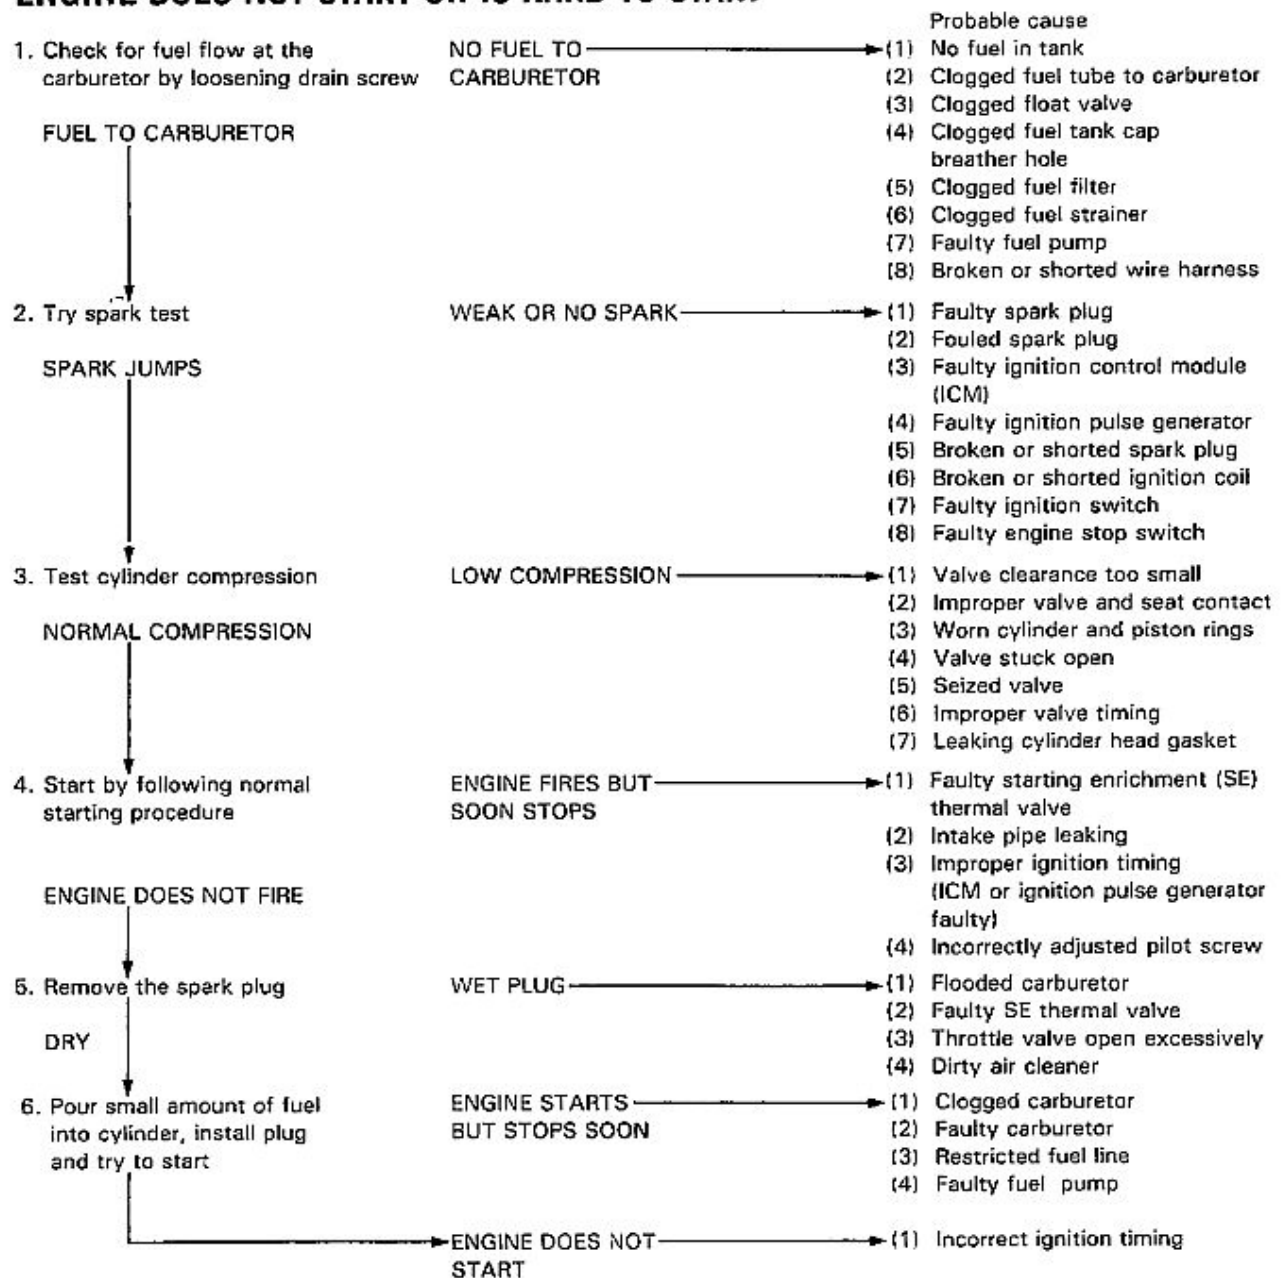 Probable cause
1. Check for fuel flow at the
carburetor by loosening drain screw
NO FUEL TO
CARBURETOR
(1) No fuel in tank
(2) Clogged fuel tube to carburetor
(3) Clogged float valve
(4) Clogged fuel tank cap
breather hole
(5) Clogged fuel filter
(6) Clogged fuel strainer
(7) Faulty fuel pump
(8) Broken or shorted wire harness
FUEL TO CARBURETOR
2. Try spark test
WEAK OR NO SPARK
(1) Faulty spark plug
(2) Fouled spark plug
(3) Faulty ignition control module
(ICM)
(4) Faulty ignition pulse generator
(5) Broken or shorted spark plug
(6) Broken or shorted ignition coil
(7) Faulty ignition switch
(8) Faulty engine stop switch
SPARK JUMPS
3. Test cylinder compression
LOW COMPRESSION
(1) Valve clearance too small
(2) Improper valve and seat contact
(3) Worn cylinder and piston rings
(4) Valve stuck open
(5) Seized valve
(6) Improper valve timing
(7) Leaking cylinder head gasket
NORMAL COMPRESSION
4. Start by following normal
starting procedure
ENGINE FIRES BUT
SOON STOPS
(1) Faulty starting enrichment (SE)
thermal valve
(2) Intake pipe leaking
(3) Improper ignition timing
(ICM or ignition pulse generator
faulty)
(4) Incorrectly adjusted pilot screw
ENGINE DOES NOT FIRE
5. Remove the spark plug
WET PLUG
(1) Flooded carburetor
(2) Faulty SE thermal valve
(3) Throttle valve open excessively
(4) Dirty air cleaner
DRY
6. Pour small amount of fuel
into cylinder, install plug
and try to start
ENGINE STARTS
BUT STOPS SOON
(1) Clogged carburetor
(2) Faulty carburetor
(3) Restricted fuel line
(4) Faulty fuel pump
ENGINE DOES NOT
START
(1) Incorrect ignition timing